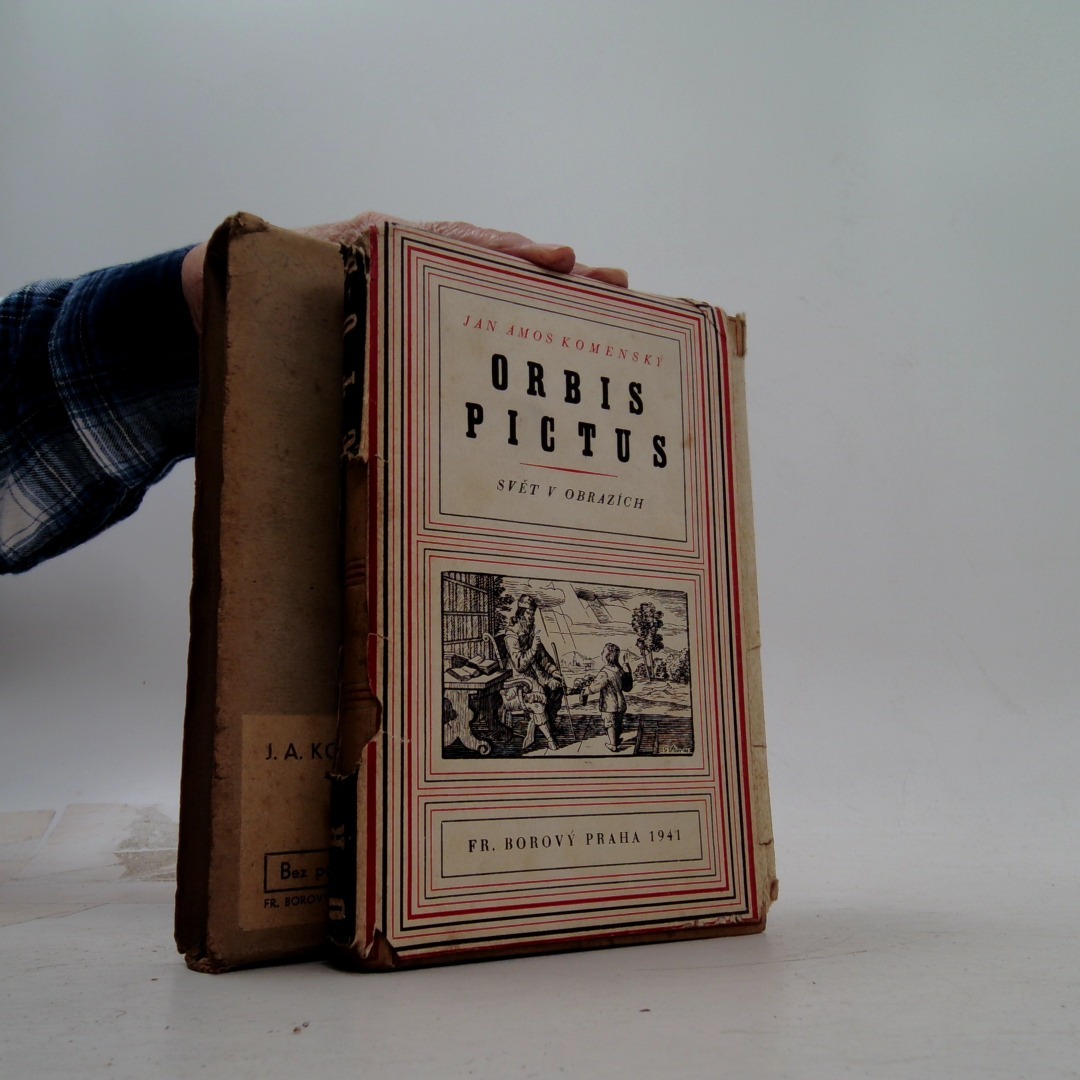 JAN AMOS KOMENSKÝ
ORBIS
PICTUS
SVĚT V OBRAZÍCH
FR. BOROVÝ PRAHA 1941
J. A. KO
Bez p
FR. BOROV